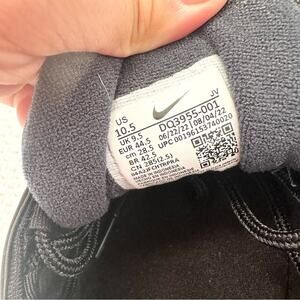 US
10.5
UK 9.5
EUR 44.5
cm 28.5
BR 42.5
CN 285(2.5)
JV
DQ3955-001
06/22/22 08/04/22
UPC 00196153740020
MADE IN INDONESIA